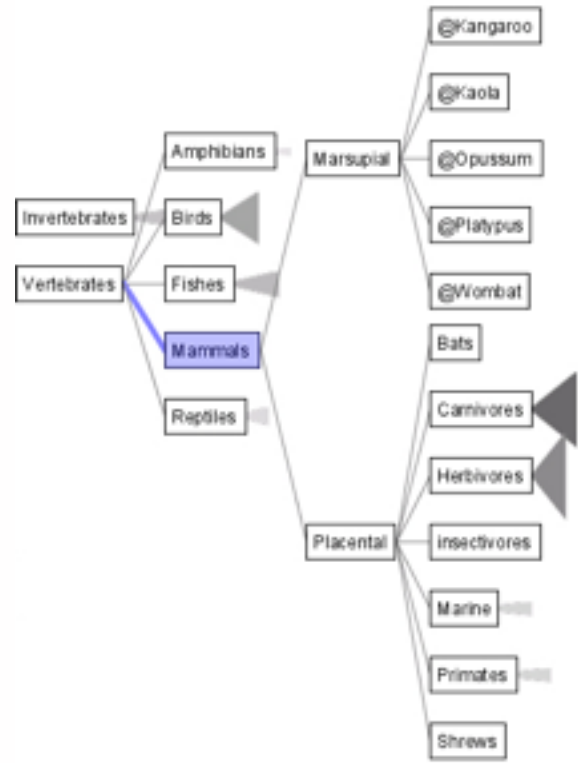 Invertebrates
Vertebrates
Amphibians
Birds
Fishes
Mammals
Reptiles
Marsupial
Placental
@Kangaroo
@Kaola
@Opussum
@Platypus
@Wombat
Bats
Carnivores
Herbivores
insectivores
Marine
Primates
Shrews